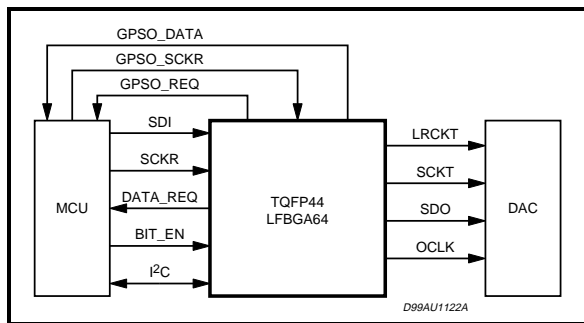 GPSO_DATA
GPSO_SCKR
GPSO_REQ
SDI
SCKR
DATA_REQ
BIT_EN
I²C
MCU
TQFP44
LFBGA64
LRCKT
SCKT
SDO
OCLK
DAC
D99AU1122A